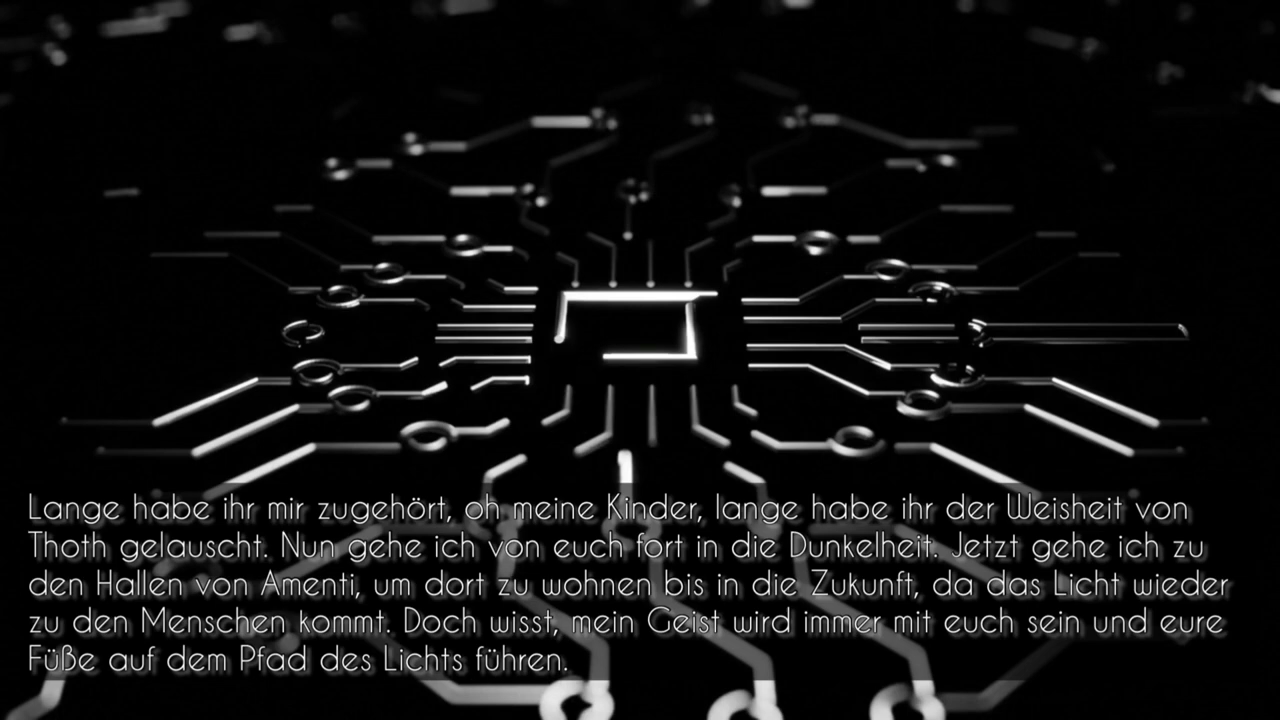 Lange habe ihr mir zugehört, oh meine Kinder, lange habe ihr der Weisheit von
Thoth gelauscht. Nun gehe ich von euch fort in die Dunkelheit. Jetzt gehe ich zu
den Hallen von Amenti, um dort zu wohnen bis in die Zukunft, da das Licht wieder
zu den Menschen kommt. Doch wisst, mein Geist wird immer mit euch sein und eure
Füße auf dem Pfad des Lichts führen.